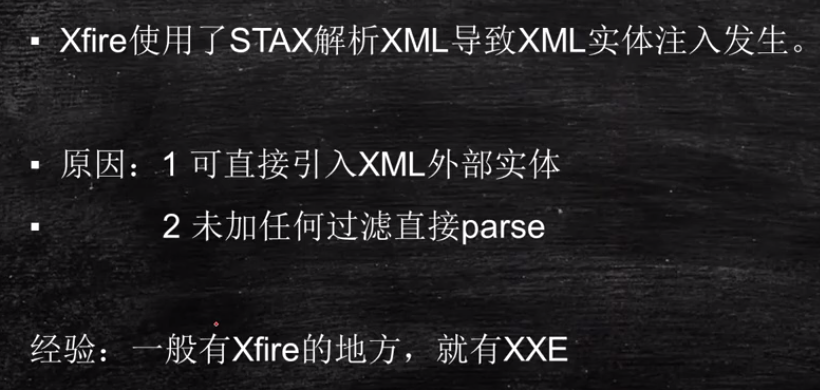 ▪ Xfire使用了STAX解析XML导致XML实体注入发生。
▪ 原因：1 可直接引入XML外部实体
▪ 2 未加任何过滤直接parse
经验：一般有Xfire的地方，就有XXE